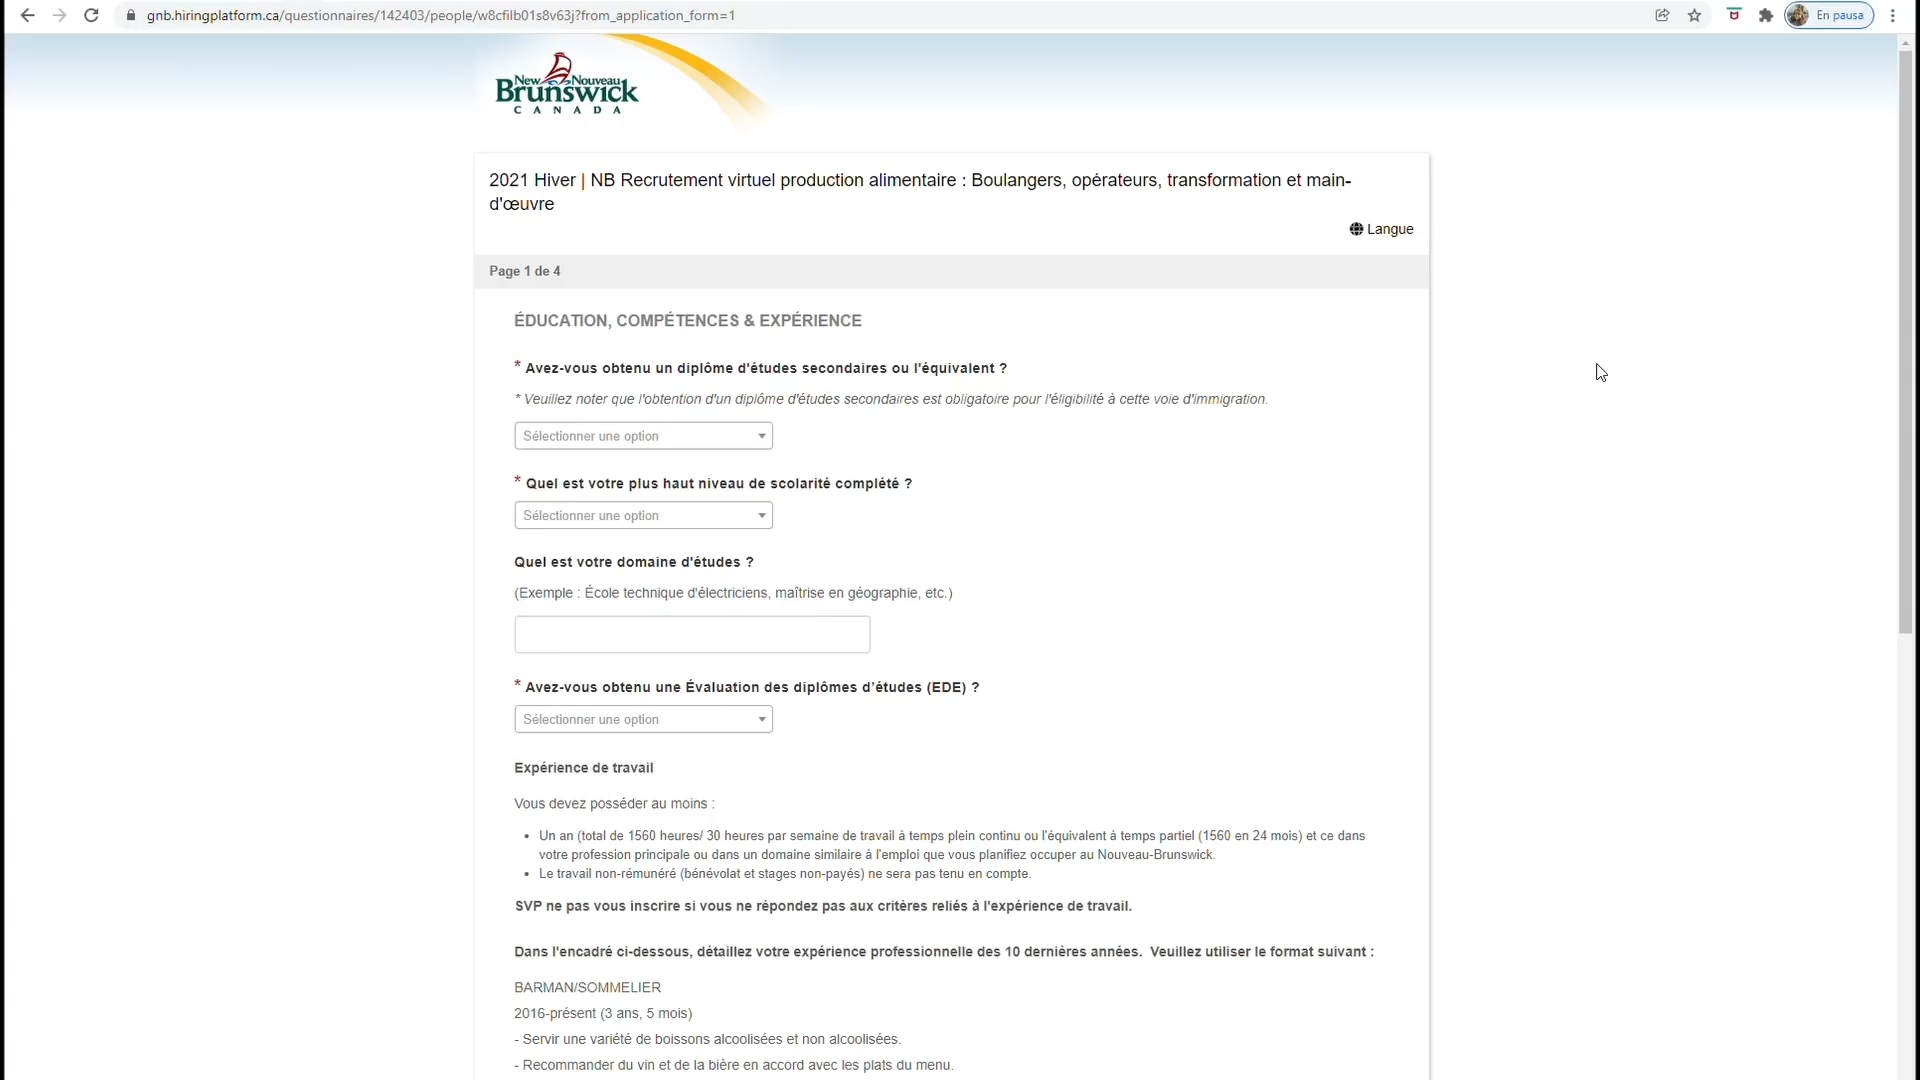 gnb.hiringplatform.ca/questionnaires/142403/people/w8cfilb01s8v63j?from_application_form=1
En pausa
New Nouveau
Brunswick
CANADA
2021 Hiver | NB Recrutement virtuel production alimentaire : Boulangers, opérateurs, transformation et main-
d'œuvre
Langue
Page 1 de 4
ÉDUCATION, COMPÉTENCES & EXPÉRIENCE
* Avez-vous obtenu un diplôme d'études secondaires ou l'équivalent ?
* Veuillez noter que l'obtention d'un diplôme d'études secondaires est obligatoire pour l'éligibilité à cette voie d'immigration.
Sélectionner une option
* Quel est votre plus haut niveau de scolarité complété ?
Sélectionner une option
Quel est votre domaine d'études ?
(Exemple : École technique d'électriciens, maîtrise en géographie, etc.)
* Avez-vous obtenu une Évaluation des diplômes d'études (EDE) ?
Sélectionner une option
Expérience de travail
Vous devez posséder au moins :
• Un an (total de 1560 heures/ 30 heures par semaine de travail à temps plein continu ou l'équivalent à temps partiel (1560 en 24 mois) et ce dans
votre profession principale ou dans un domaine similaire à l'emploi que vous planifiez occuper au Nouveau-Brunswick.
• Le travail non-rémunéré (bénévolat et stages non-payés) ne sera pas tenu en compte.
SVP ne pas vous inscrire si vous ne répondez pas aux critères reliés à l'expérience de travail.
Dans l'encadré ci-dessous, détaillez votre expérience professionnelle des 10 dernières années. Veuillez utiliser le format suivant :
BARMAN/SOMMELIER
2016-présent (3 ans, 5 mois)
- Servir une variété de boissons alcoolisées et non alcoolisées.
- Recommander du vin et de la bière en accord avec les plats du menu.